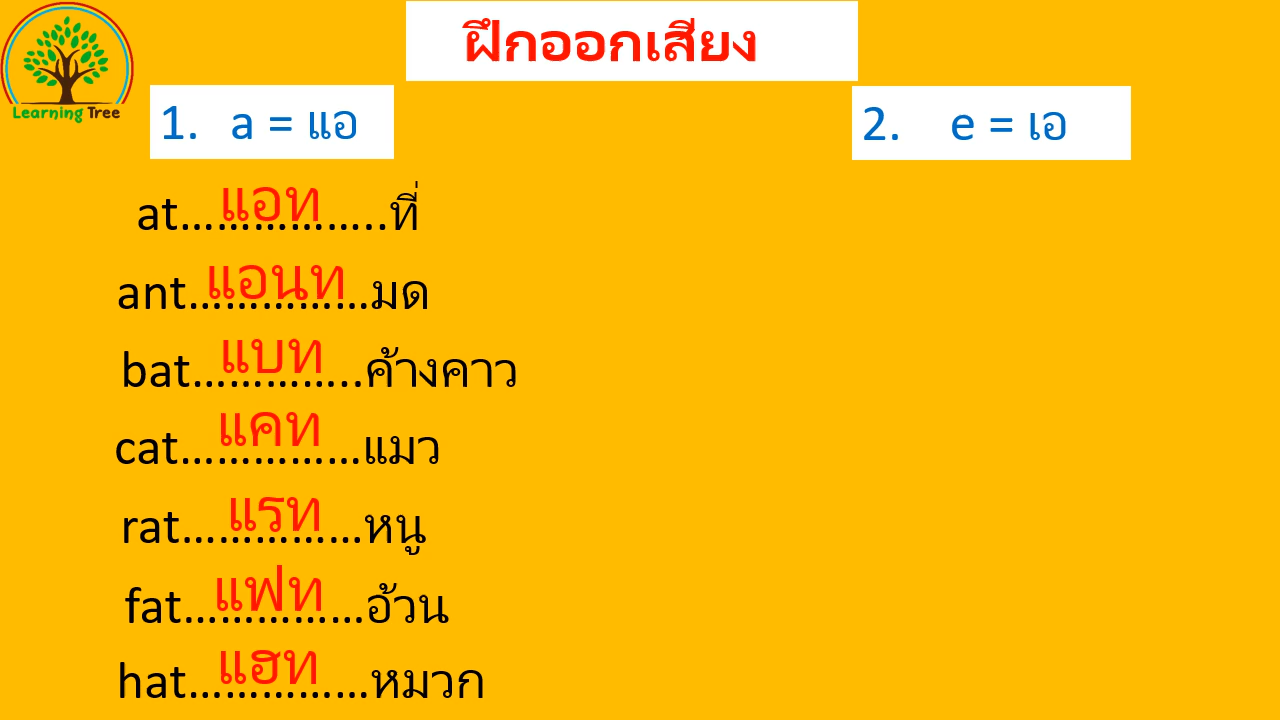 Learning Tree
ฝึกออกเสียง
1. a = แอ
2. e = เอ
at……แอท……..ที่
ant……แอนท……มด
bat……แบท……..ค้างคาว
cat……แคท……แมว
rat……แรท……หนู
fat……แฟท……อ้วน
hat……แฮท……หมวก